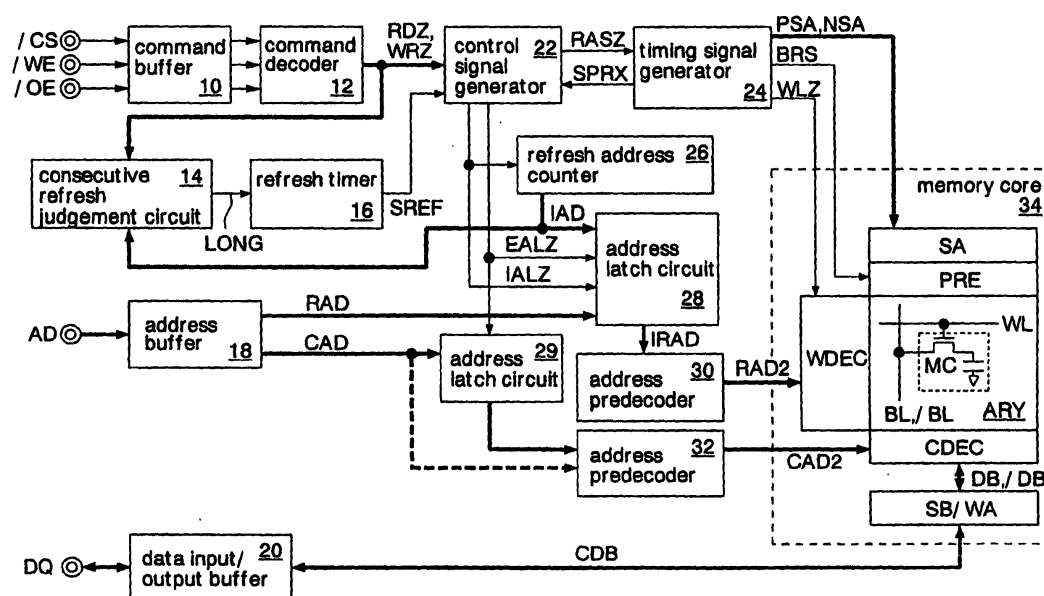 / CS
/ WE
/ OE
command
buffer
10
command
decoder
12
RDZ,
WRZ
control
signal
generator
22
RASZ
SPRX
timing signal
generator
24
PSA,NSA
BRS
WLZ
consecutive
refresh
judgement circuit
14
LONG
refresh timer
16
SREF
refresh address
counter
26
IAD
EALZ
IALZ
address
latch circuit
28
memory core
34
SA
PRE
AD
address
buffer
18
RAD
CAD
29
address
latch circuit
IRAD
address
predecoder
30
RAD2
WDEC
WL
MC
BL,/ BL
ARY
address
predecoder
32
CAD2
CDEC
DB,/ DB
SB/ WA
DQ
data input/
output buffer
20
CDB